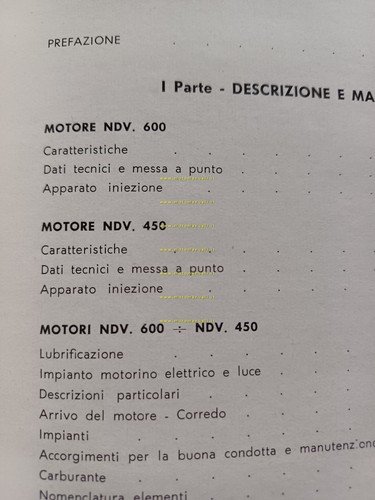 PREFAZIONE . . . .
I Parte - DESCRIZIONE E MA
MOTORE NDV. 600
Caratteristiche . . . . .
Dati tecnici e messa a punto . . . .
Apparato iniezione . . . .
MOTORE NDV. 450
Caratteristiche . . . . .
Dati tecnici e messa a punto . . . .
Apparato iniezione . . . .
MOTORI NDV. 600 ÷ NDV. 450
Lubrificazione . . . . .
Impianto motorino elettrico e luce . . .
Descrizioni particolari . . . . .
Arrivo del motore - Corredo . . . .
Impianti . . . . .
Accorgimenti per la buona condotta e manutenzione
Carburante . . . . .
Nomenclatura elementi . . . .